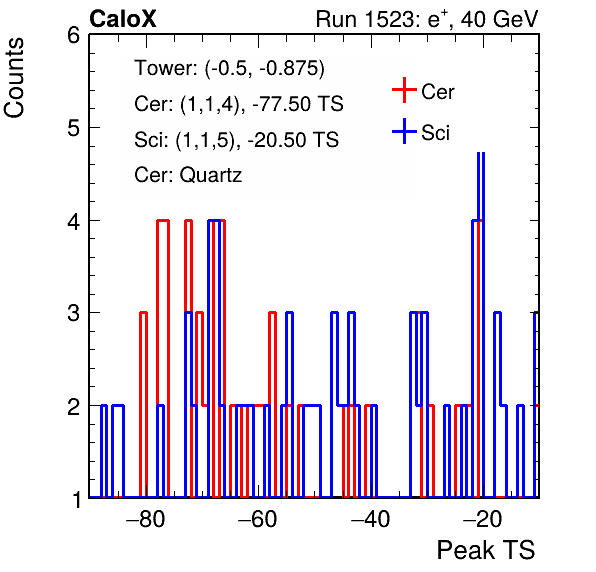 CaloX Run 1523: e⁺, 40 GeV
Counts
6
5
4
3
2
1
Tower: (-0.5, -0.875)
Cer: (1,1,4), -77.50 TS
Sci: (1,1,5), -20.50 TS
Cer: Quartz
Cer
Sci
−80 −60 −40 −20
Peak TS